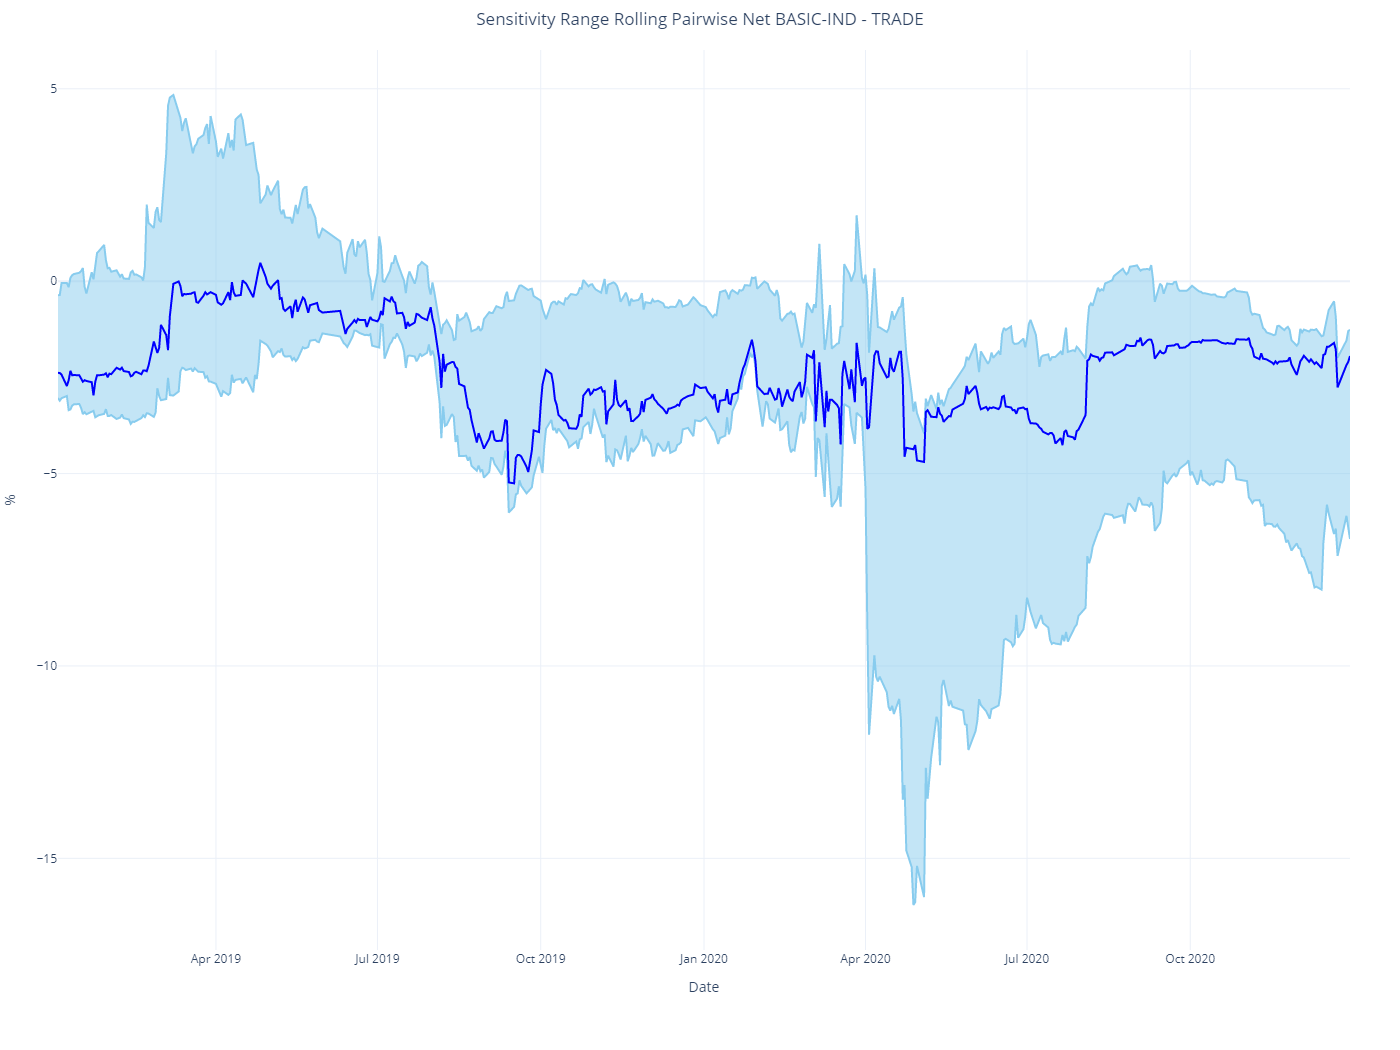 Sensitivity Range Rolling Pairwise Net BASIC-IND - TRADE
5
0
−5
−10
−15
%
Apr 2019
Jul 2019
Oct 2019
Jan 2020
Apr 2020
Jul 2020
Oct 2020
Date